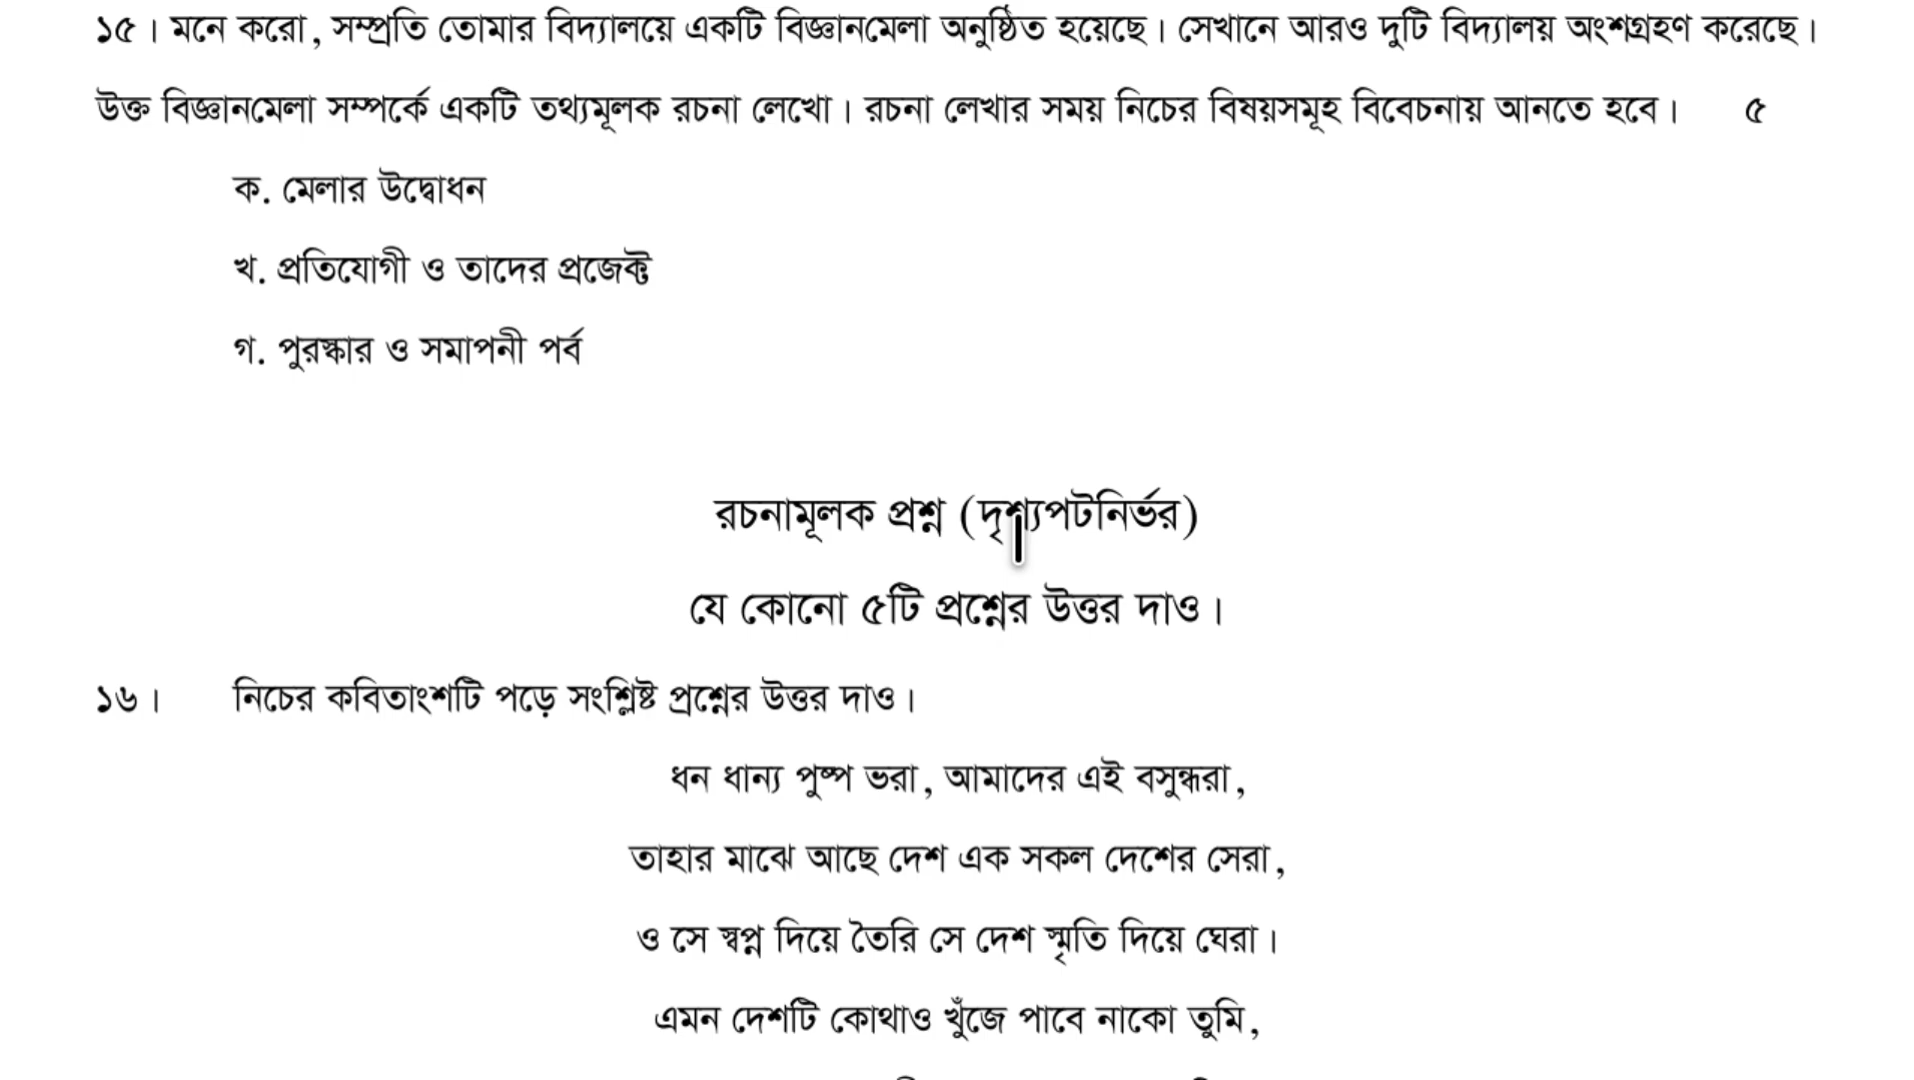 ১৫। মনে করো, সম্প্রতি তোমার বিদ্যালয়ে একটি বিজ্ঞানমেলা অনুষ্ঠিত হয়েছে। সেখানে আরও দুটি বিদ্যালয় অংশগ্রহণ করেছে।
উক্ত বিজ্ঞানমেলা সম্পর্কে একটি তথ্যমূলক রচনা লেখো। রচনা লেখার সময় নিচের বিষয়সমূহ বিবেচনায় আনতে হবে। ৫
ক. মেলার উদ্বোধন
খ. প্রতিযোগী ও তাদের প্রজেক্ট
গ. পুরস্কার ও সমাপনী পর্ব
রচনামূলক প্রশ্ন (দৃশ্যপটনির্ভর)
যে কোনো ৫টি প্রশ্নের উত্তর দাও।
১৬। নিচের কবিতাংশটি পড়ে সংশ্লিষ্ট প্রশ্নের উত্তর দাও।
ধন ধান্য পুষ্প ভরা, আমাদের এই বসুন্ধরা,
তাহার মাঝে আছে দেশ এক সকল দেশের সেরা,
ও সে স্বপ্ন দিয়ে তৈরি সে দেশ স্মৃতি দিয়ে ঘেরা।
এমন দেশটি কোথাও খুঁজে পাবে নাকো তুমি,